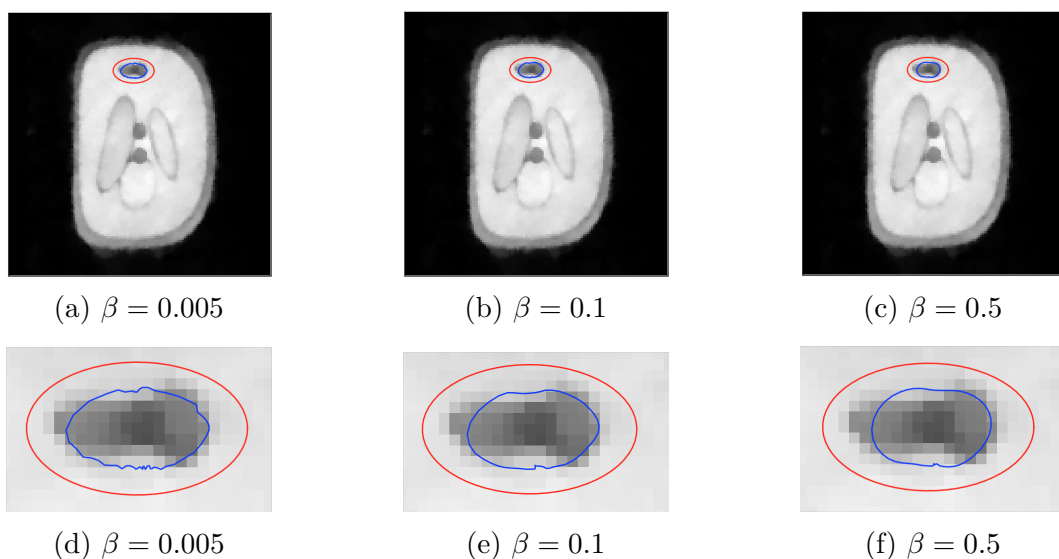 (a) β = 0.005
(b) β = 0.1
(c) β = 0.5
(d) β = 0.005
(e) β = 0.1
(f) β = 0.5